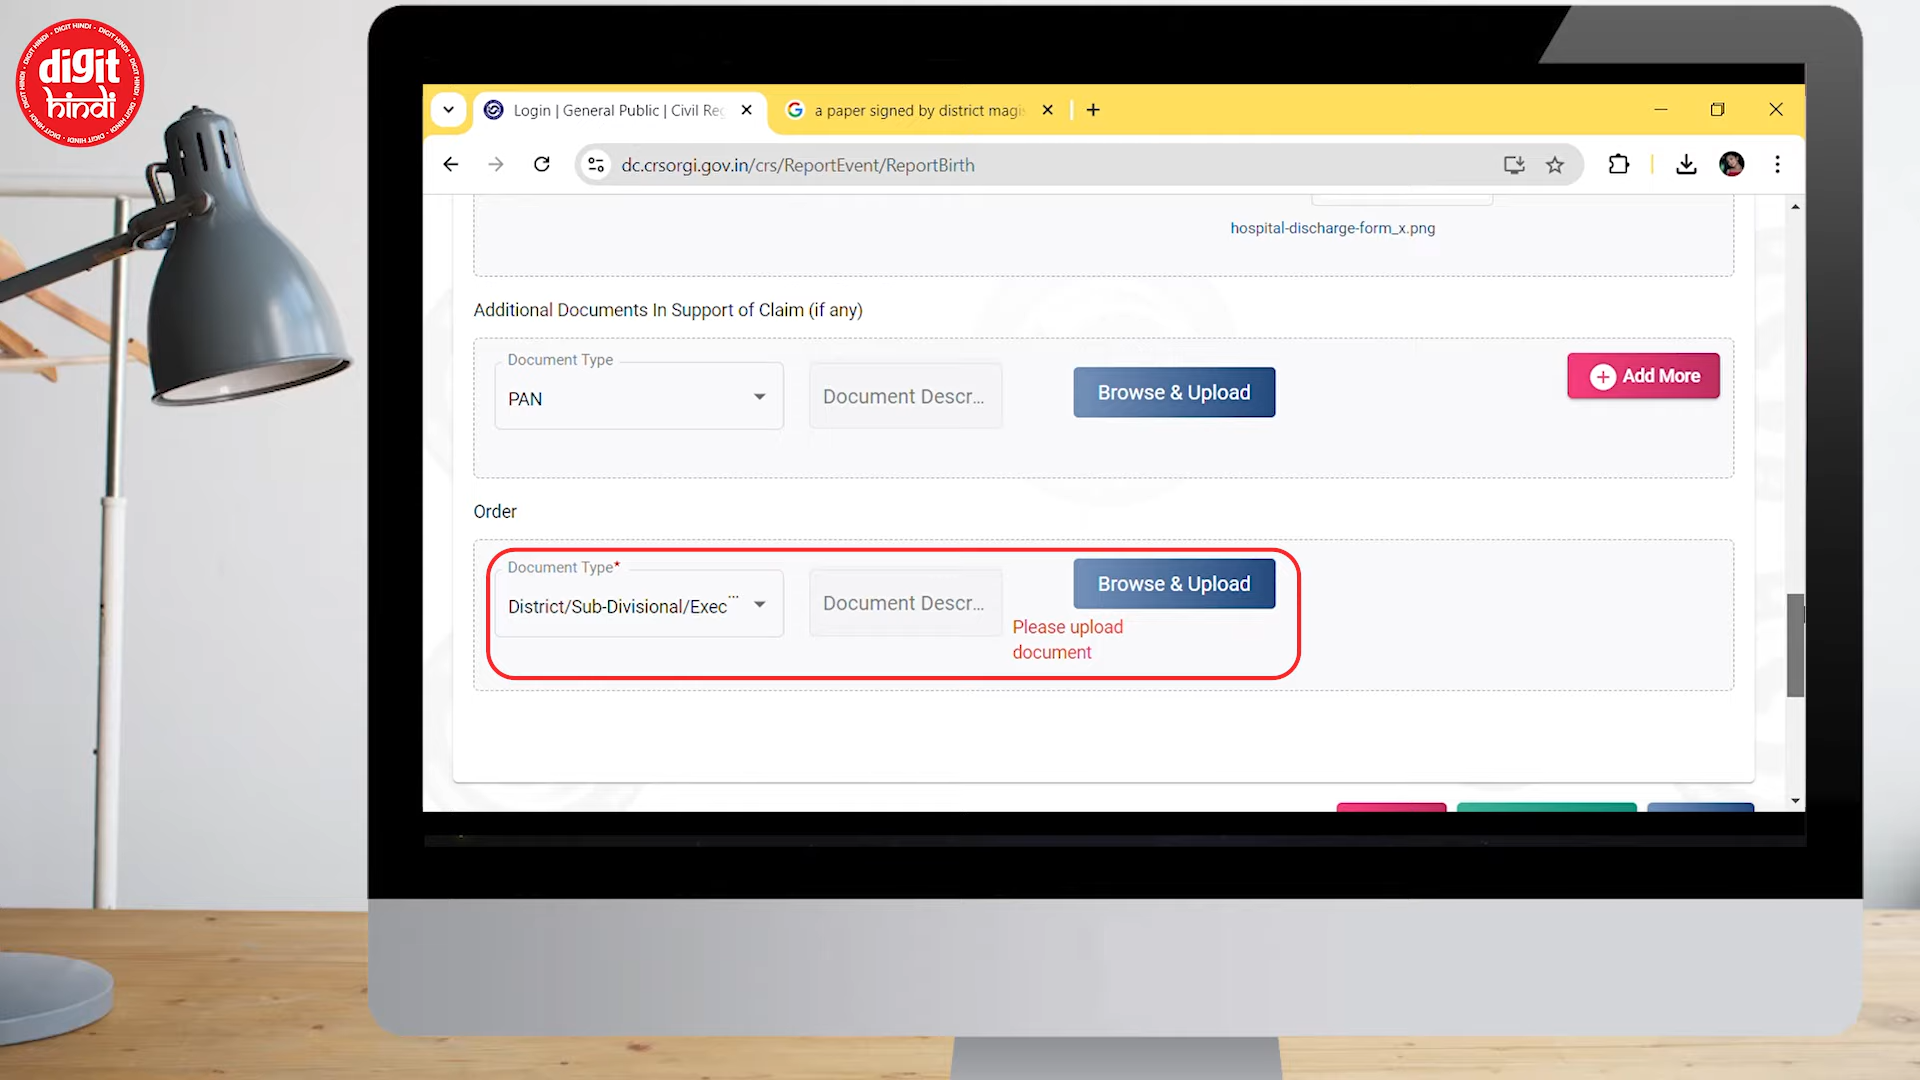 digit
hindi
Login | General Public | Civil Reg
a paper signed by district magis
dc.crsorgi.gov.in/crs/ReportEvent/ReportBirth
hospital-discharge-form_x.png
Additional Documents In Support of Claim (if any)
Document Type
PAN
Document Descr...
Browse & Upload
Add More
Order
Document Type*
District/Sub-Divisional/Exec...
Document Descr...
Browse & Upload
Please upload
document